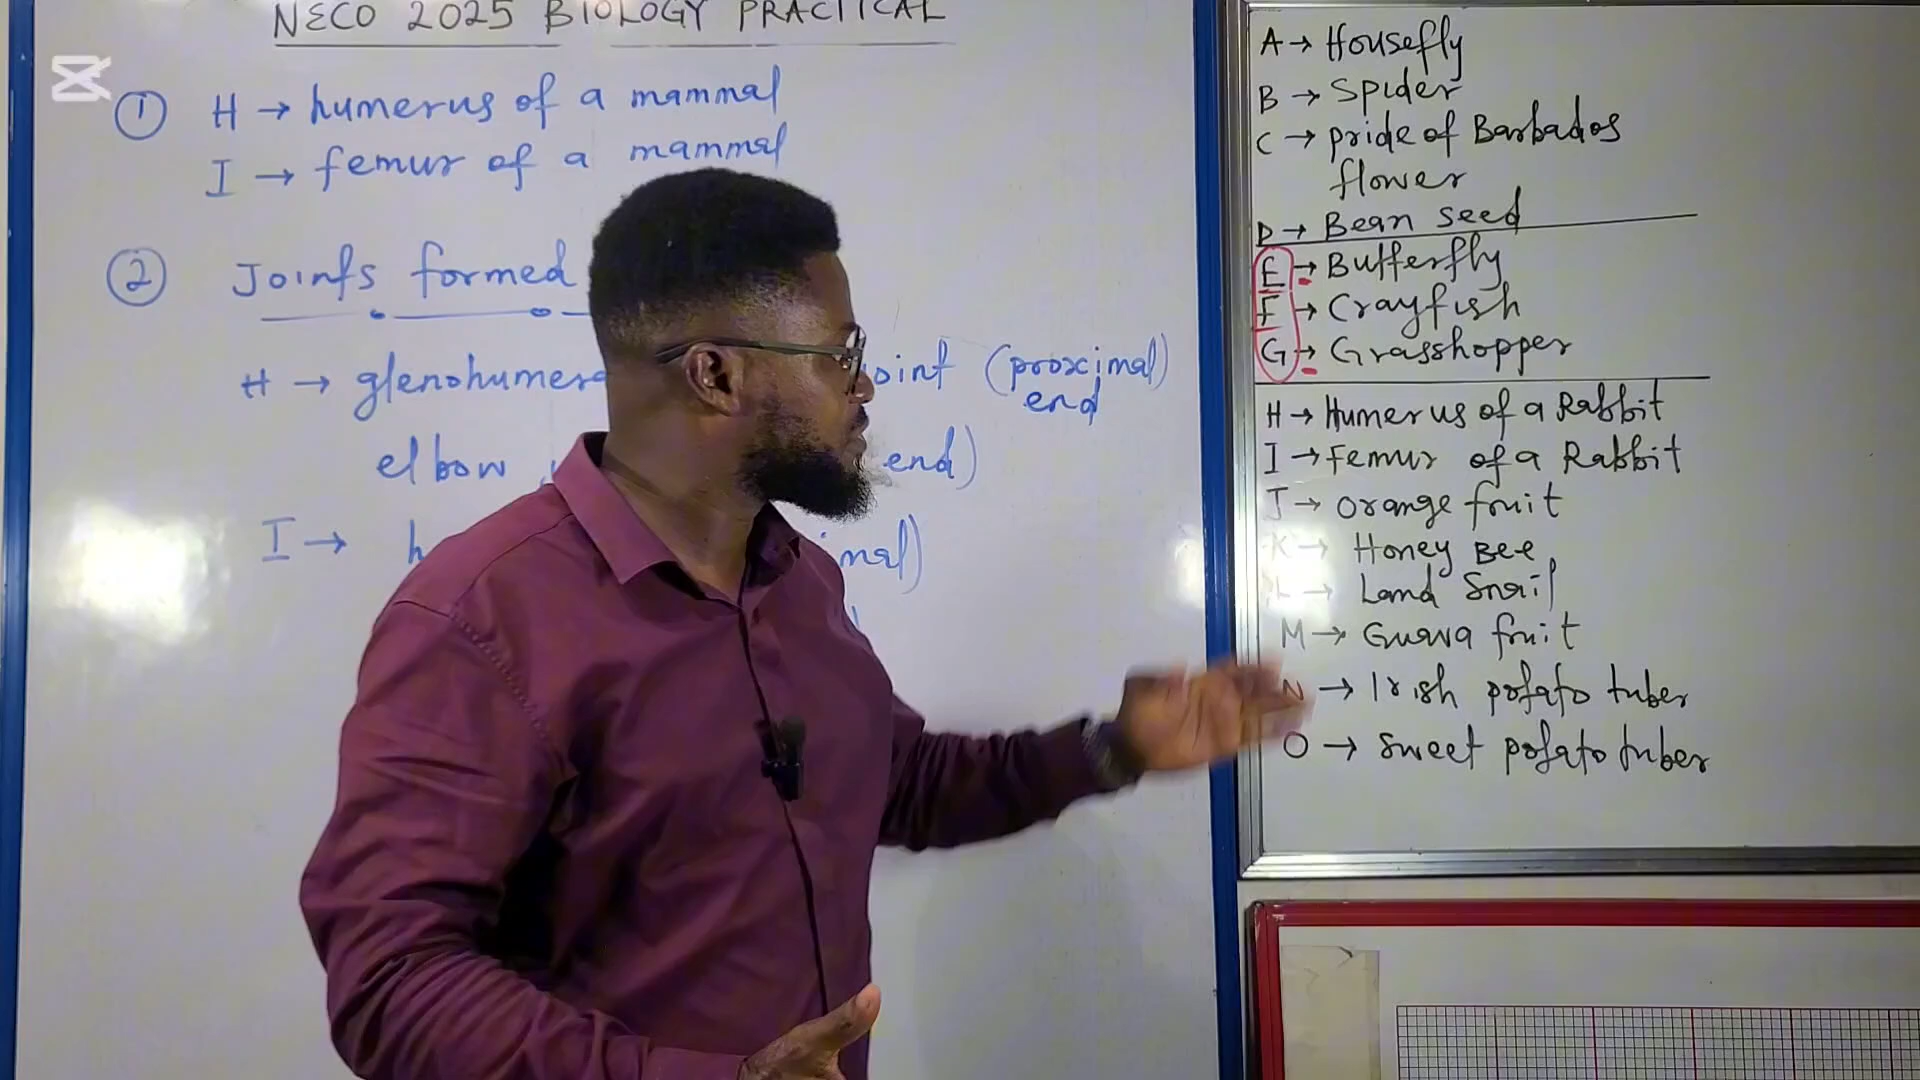 NECO 2025 BIOLOGY PRACTICAL
① H → humerus of a mammal
I → femur of a mammal
② Joints formed
H → glenohumeral joint (proximal)
end
elbow end)
I →
A → Housefly
B → Spider
C → pride of Barbados
flower
D → Bean seed
E → Butterfly
F → Crayfish
G → Grasshopper
H → Humerus of a Rabbit
I → Femur of a Rabbit
J → orange fruit
K → Honey Bee
L → Land Snail
M → Guava fruit
N → Irish potato tuber
O → sweet potato tuber